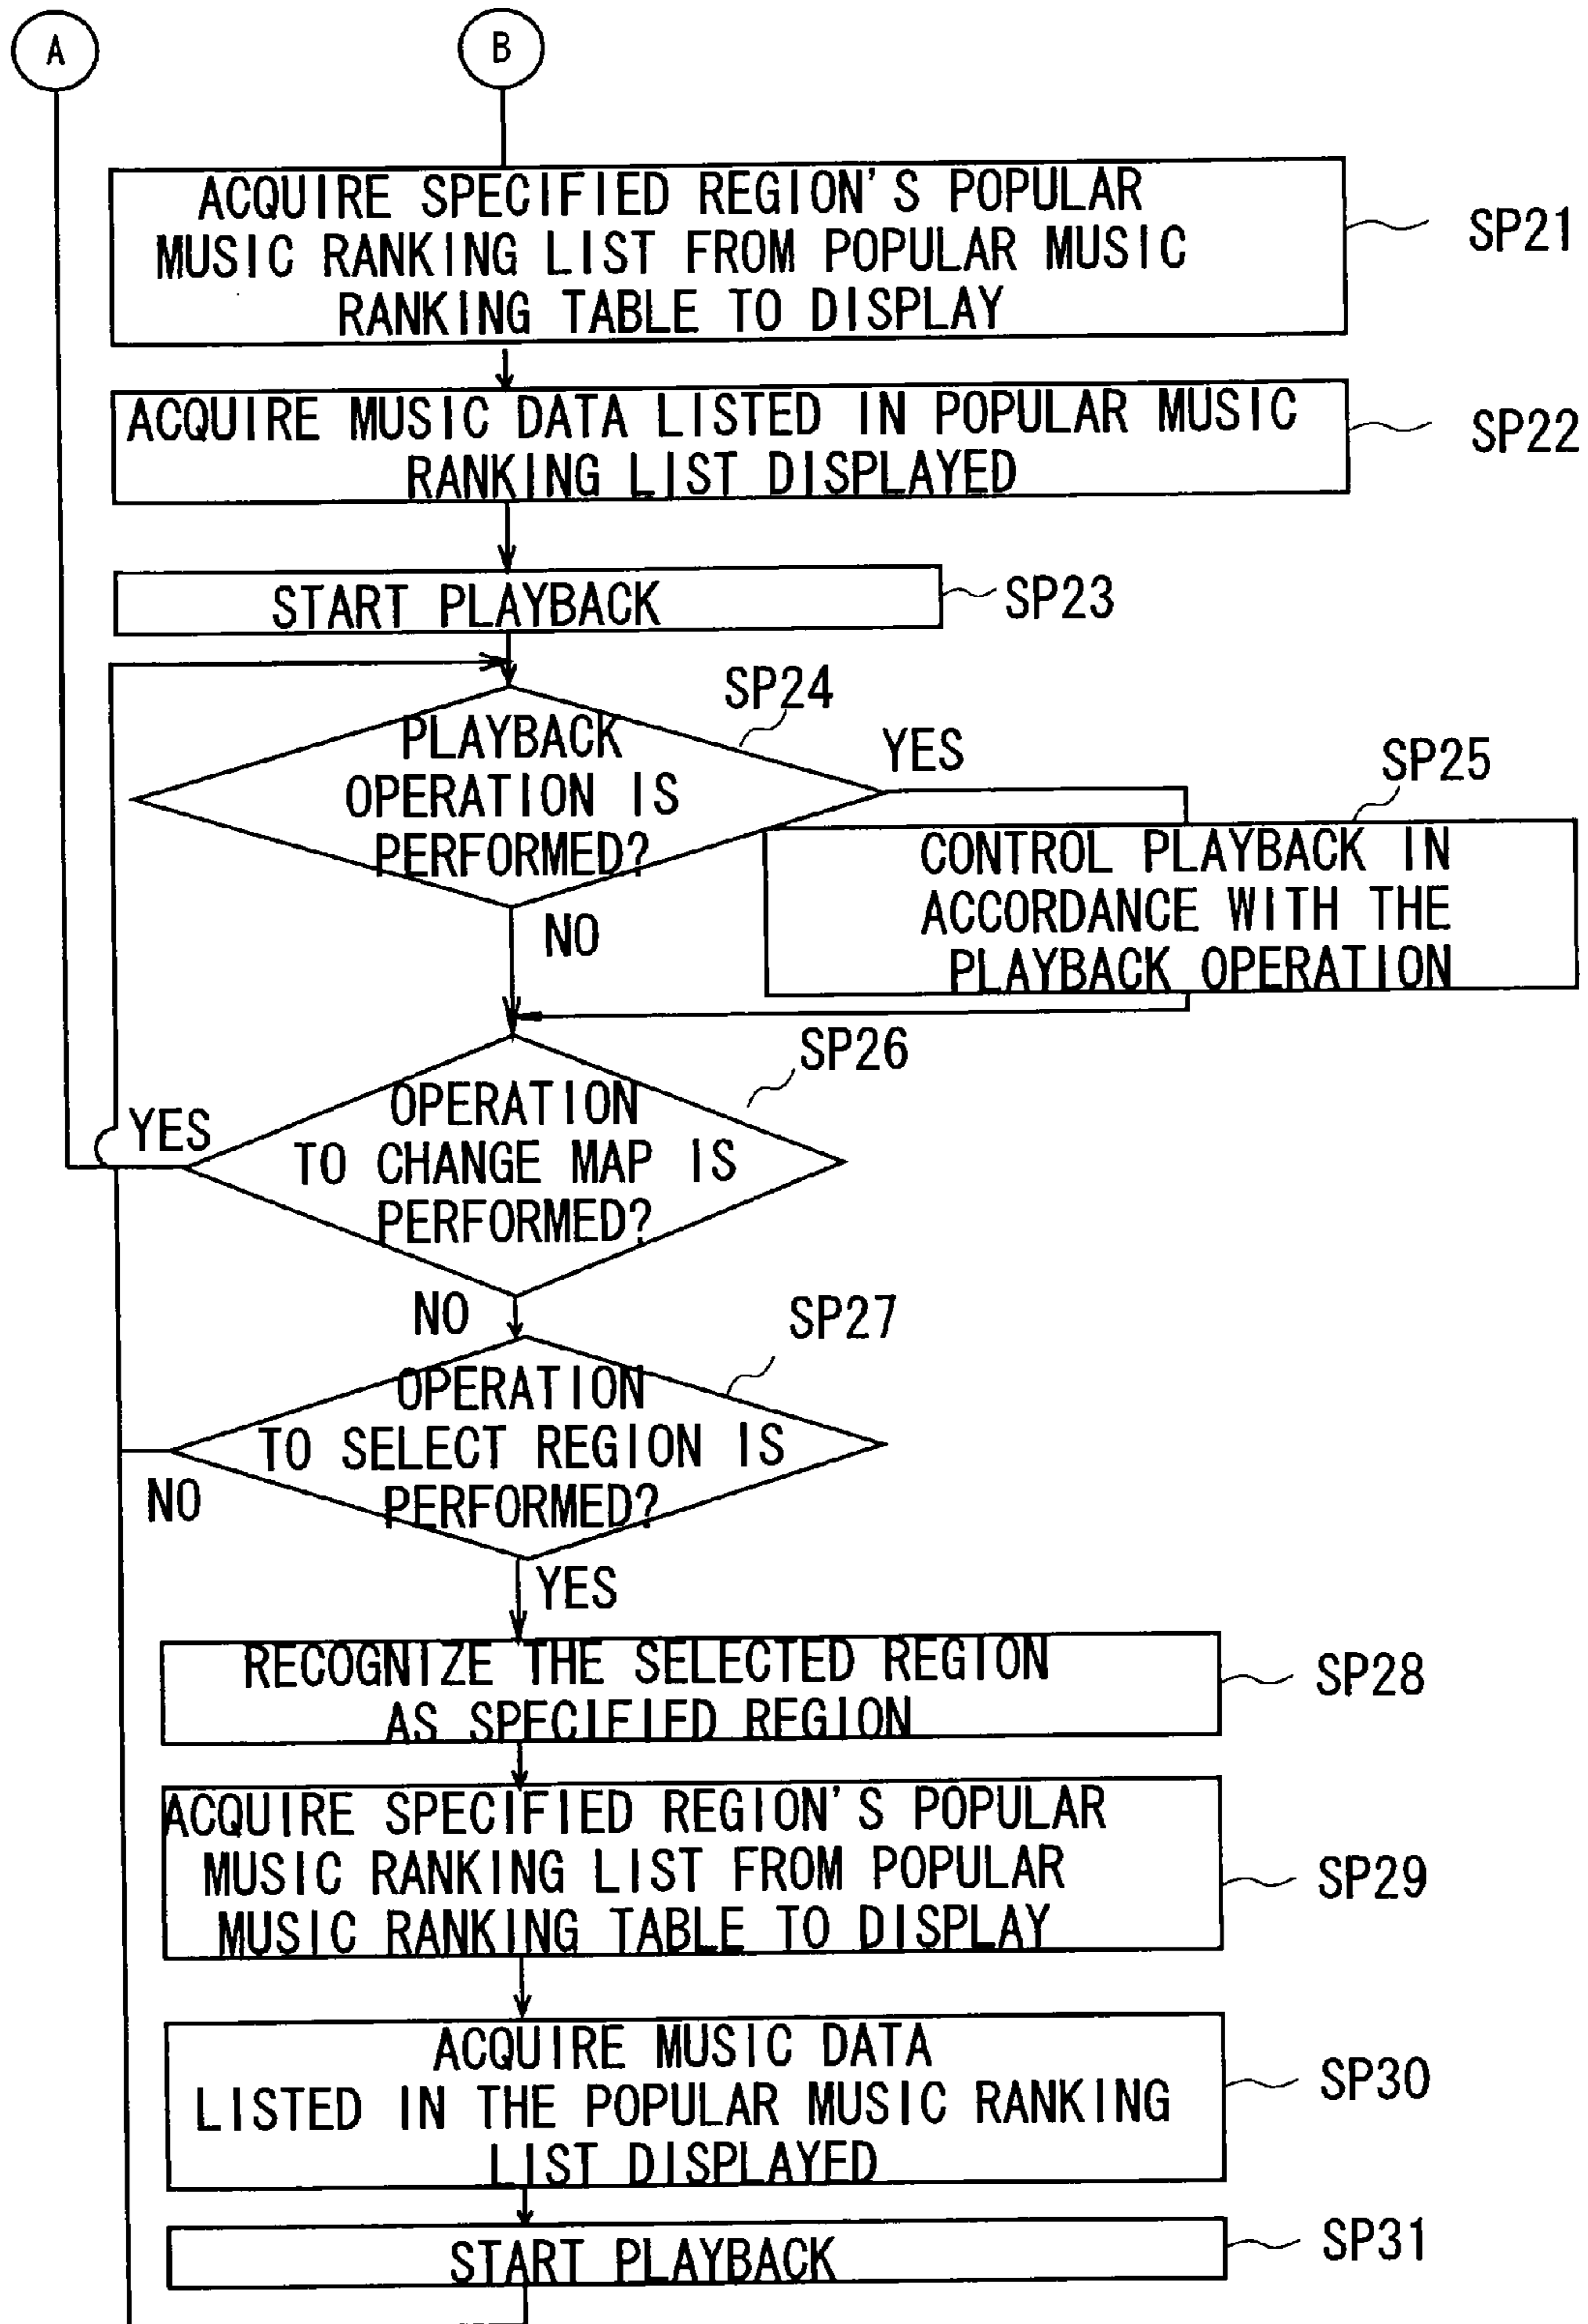 A
B
ACQUIRE SPECIFIED REGION'S POPULAR
MUSIC RANKING LIST FROM POPULAR MUSIC
RANKING TABLE TO DISPLAY
SP21
ACQUIRE MUSIC DATA LISTED IN POPULAR MUSIC
RANKING LIST DISPLAYED
SP22
START PLAYBACK
SP23
SP24
PLAYBACK
OPERATION IS
PERFORMED?
YES
SP25
CONTROL PLAYBACK IN
ACCORDANCE WITH THE
PLAYBACK OPERATION
NO
SP26
OPERATION
TO CHANGE MAP IS
PERFORMED?
YES
NO
SP27
OPERATION
TO SELECT REGION IS
PERFORMED?
NO
YES
RECOGNIZE THE SELECTED REGION
AS SPECIFIED REGION
SP28
ACQUIRE SPECIFIED REGION'S POPULAR
MUSIC RANKING LIST FROM POPULAR
MUSIC RANKING TABLE TO DISPLAY
SP29
ACQUIRE MUSIC DATA
LISTED IN THE POPULAR MUSIC RANKING
LIST DISPLAYED
SP30
START PLAYBACK
SP31